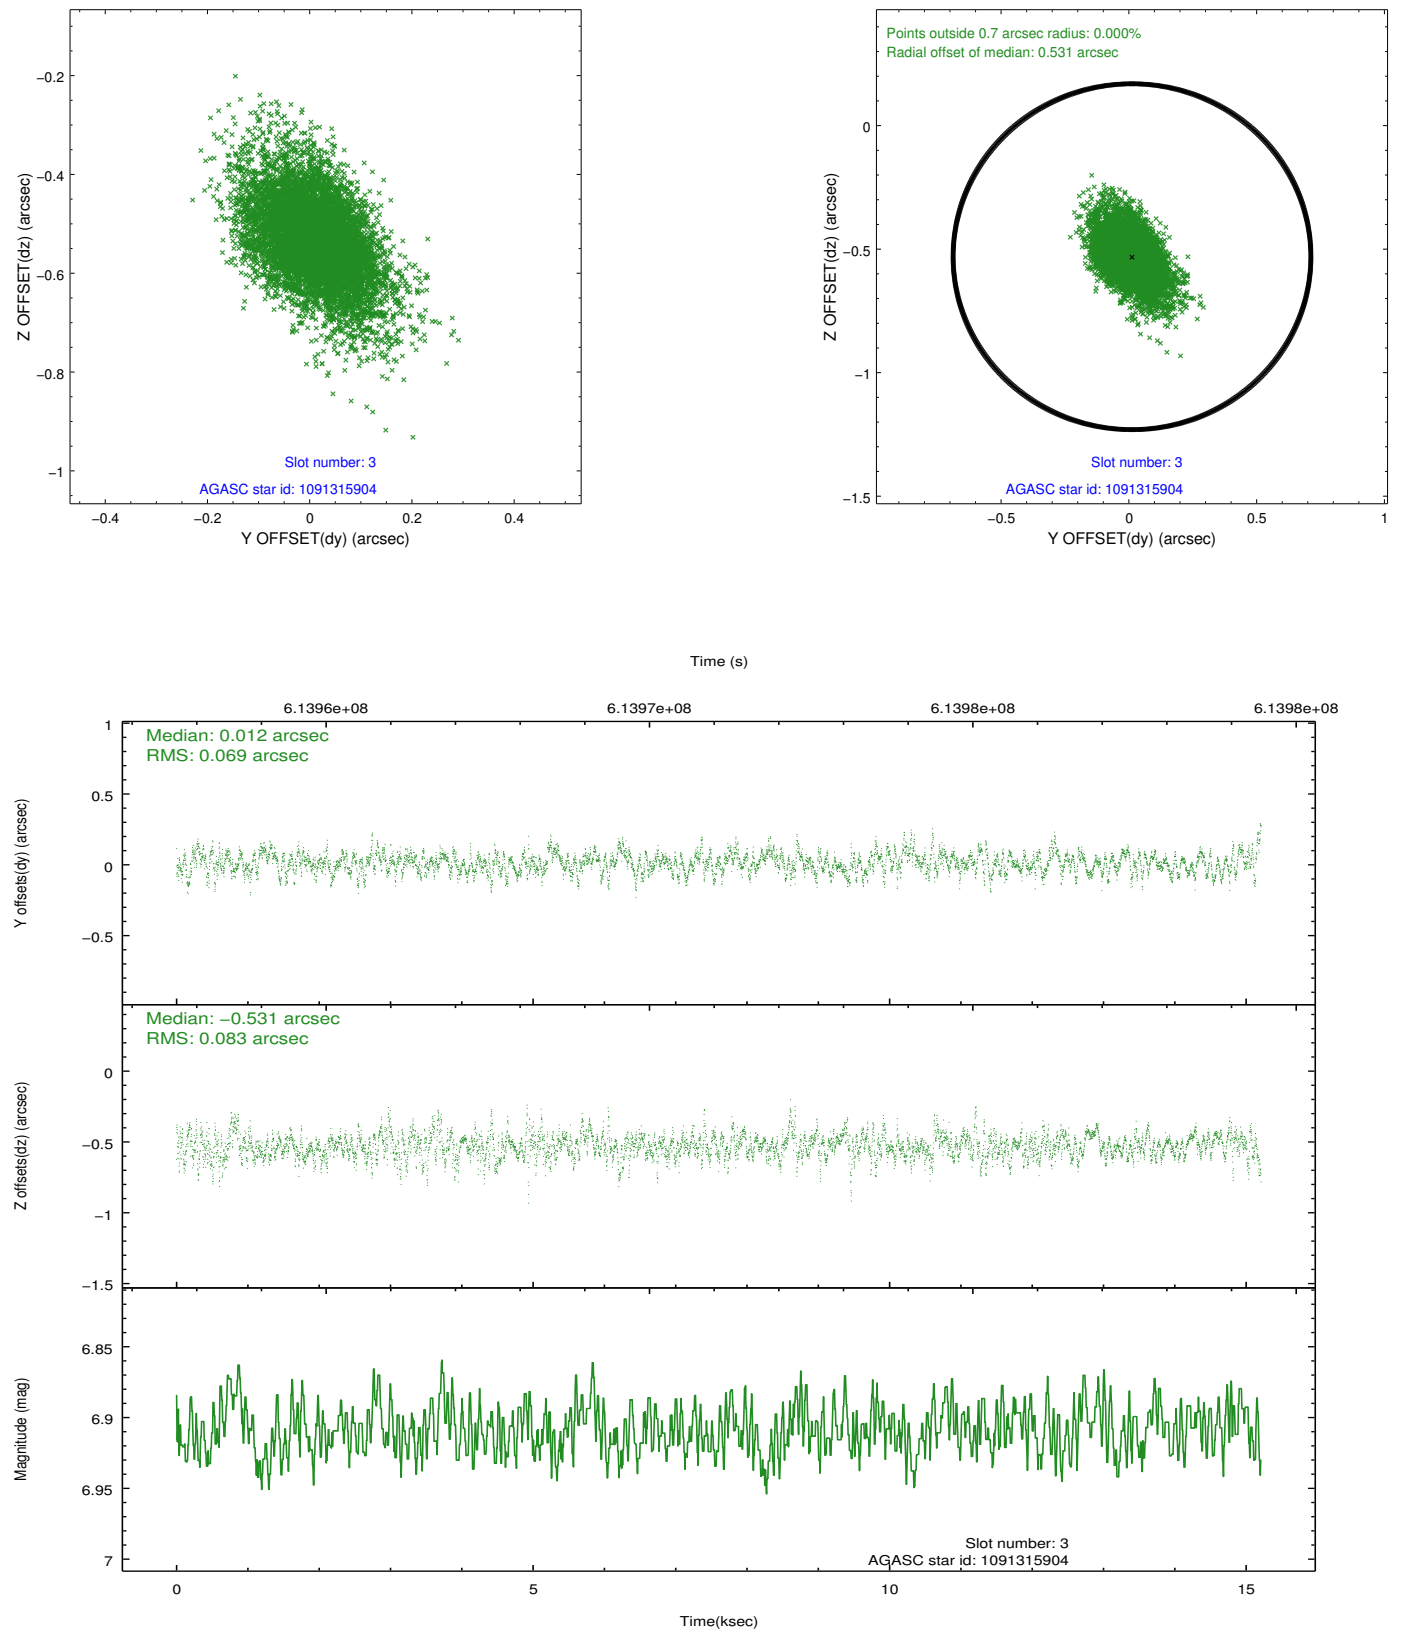 −0.2
−0.4
−0.6
−0.8
−1
−0.4
−0.2
0
0.2
0.4
Z OFFSET(dz) (arcsec)
Y OFFSET(dy) (arcsec)
Slot number: 3
AGASC star id: 1091315904
Points outside 0.7 arcsec radius: 0.000%
Radial offset of median: 0.531 arcsec
0
−0.5
−1
−1.5
−0.5
0
0.5
1
Z OFFSET(dz) (arcsec)
Y OFFSET(dy) (arcsec)
Slot number: 3
AGASC star id: 1091315904
Time (s)
6.1396e+08
6.1397e+08
6.1398e+08
6.1398e+08
Median: 0.012 arcsec
RMS: 0.069 arcsec
1
0.5
0
−0.5
Y offsets(dy) (arcsec)
Median: −0.531 arcsec
RMS: 0.083 arcsec
0
−0.5
−1
−1.5
Z offsets(dz) (arcsec)
6.85
6.9
6.95
7
Magnitude (mag)
Slot number: 3
AGASC star id: 1091315904
0
5
10
15
Time(ksec)